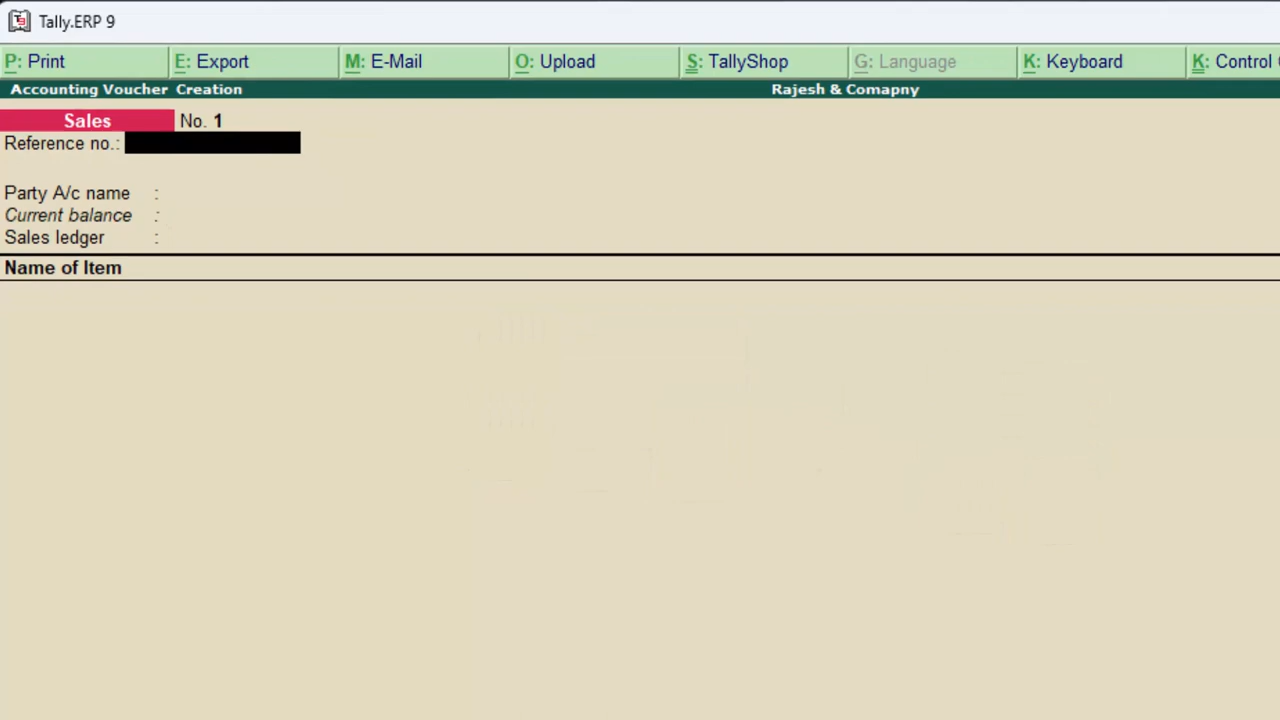 Tally.ERP 9
P: Print E: Export M: E-Mail O: Upload S: TallyShop G: Language K: Keyboard K: Control
Accounting Voucher Creation Rajesh & Comapny
Sales No. 1
Reference no.:
Party A/c name :
Current balance :
Sales ledger :
Name of Item